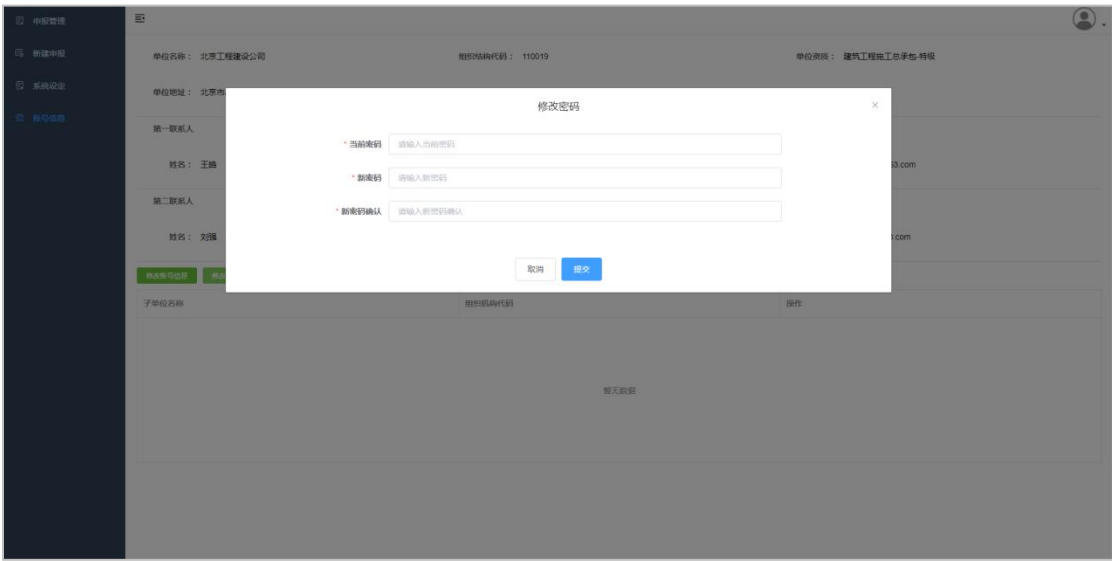 申报管理
新建申报
系统设定
账号信息
单位名称： 北京工程建设公司 组织结构代码： 110019 单位资质： 建筑工程施工总承包-特级
单位地址： 北京市
修改密码
第一联系人
* 当前密码 请输入当前密码
姓名： 王 .com
* 新密码 请输入新密码
第二联系人
* 新密码确认 请输入新密码确认
姓名： 刘强 .com
取消 提交
修改账号信息 修改
子单位名称 组织机构代码 操作
暂无数据